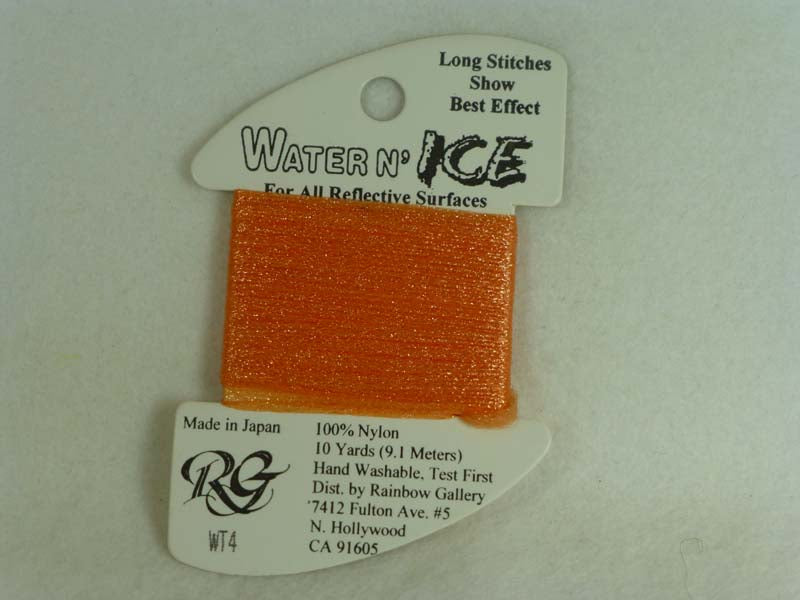 Long Stitches
Show
Best Effect
WATER N' ICE
For All Reflective Surfaces
Made in Japan
RG
WT4
100% Nylon
10 Yards (9.1 Meters)
Hand Washable, Test First
Dist. by Rainbow Gallery
7412 Fulton Ave. #5
N. Hollywood
CA 91605